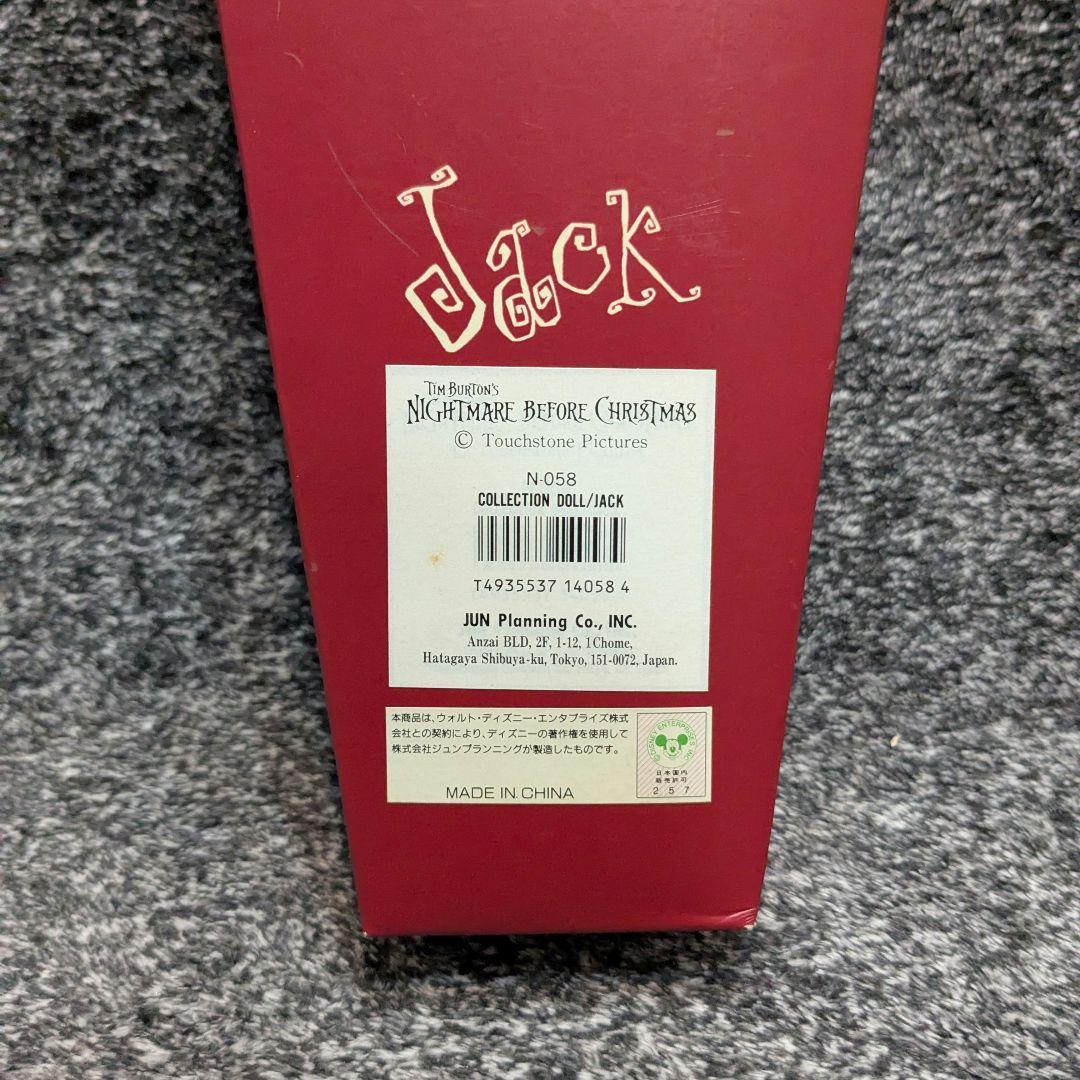 Jack
TIM BURTON'S
NIGHTMARE BEFORE CHRISTMAS
© Touchstone Pictures
N-058
COLLECTION DOLL/JACK
T4935537 14058 4
JUN Planning Co., INC.
Anzai BLD, 2F, 1-12, 1Chome,
Hatagaya Shibuya-ku, Tokyo, 151-0072, Japan.
本商品は、ウォルト・ディズニー・エンタプライズ株式
会社との契約により、ディズニーの著作権を使用して
株式会社ジュンプランニングが製造したものです。
MADE IN CHINA
©DISNEY ENTERPRISES, INC.
日本国内
販売許可
257